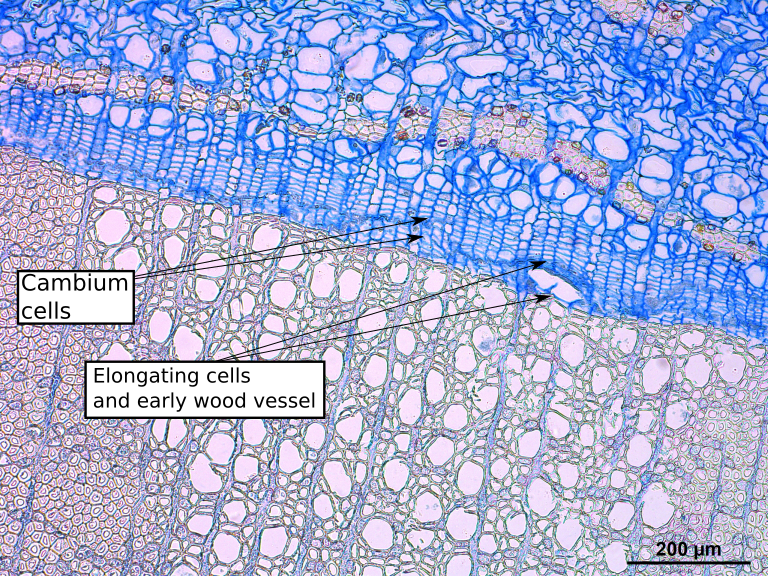 Cambium
cells
Elongating cells
and early wood vessel
200 µm